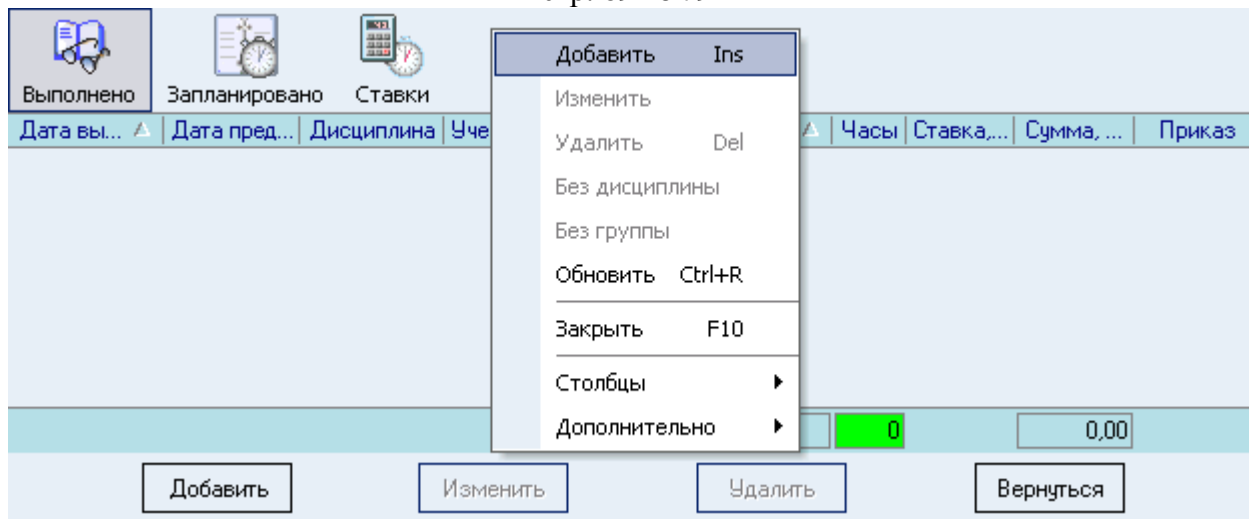 Добавить Ins
Выполнено Запланировано Ставки
Изменить
Дата вы... Дата пред... Дисциплина Уче Часы Ставка,... Сумма, ... Приказ
Удалить Del
Без дисциплины
Без группы
Обновить Ctrl+R
Закрыть F10
Столбцы
Дополнительно
0 0,00
Добавить Изменить Удалить Вернуться